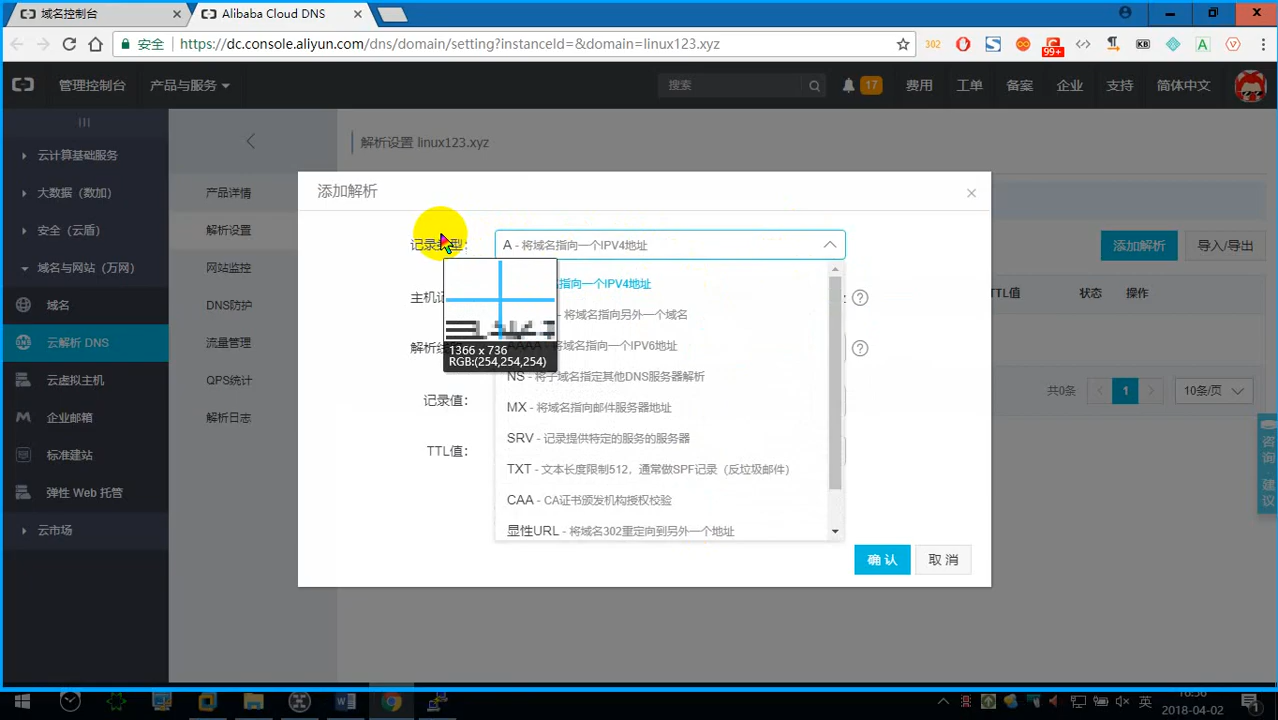 域名控制台
Alibaba Cloud DNS
安全
https://dc.console.aliyun.com/dns/domain/setting?instanceId=&domain=linux123.xyz
302
99+
KB
A
管理控制台
产品与服务
搜索
17
费用
工单
备案
企业
支持
简体中文
云计算基础服务
大数据（数加）
安全（云盾）
域名与网站（万网）
域名
云解析 DNS
云虚拟主机
企业邮箱
标准建站
弹性 Web 托管
云市场
产品详情
解析设置
网站监控
DNS防护
流量管理
QPS统计
解析日志
解析设置 linux123.xyz
添加解析
导入/导出
TTL值
状态
操作
共0条
1
10条/页
咨询·建议
添加解析
记录类型:
A - 将域名指向一个IPV4地址
指向一个IPV4地址
主机记
- 将域名指向另外一个域名
解析线
AAAA - 将域名指向一个IPV6地址
NS - 将子域名指定其他DNS服务器解析
记录值:
MX - 将域名指向邮件服务器地址
SRV - 记录提供特定的服务的服务器
TTL值:
TXT - 文本长度限制512，通常做SPF记录（反垃圾邮件）
CAA - CA证书颁发机构授权校验
显性URL - 将域名302重定向到另外一个地址
1366 x 736
RGB:(254,254,254)
确 认
取 消
英
2018-04-02